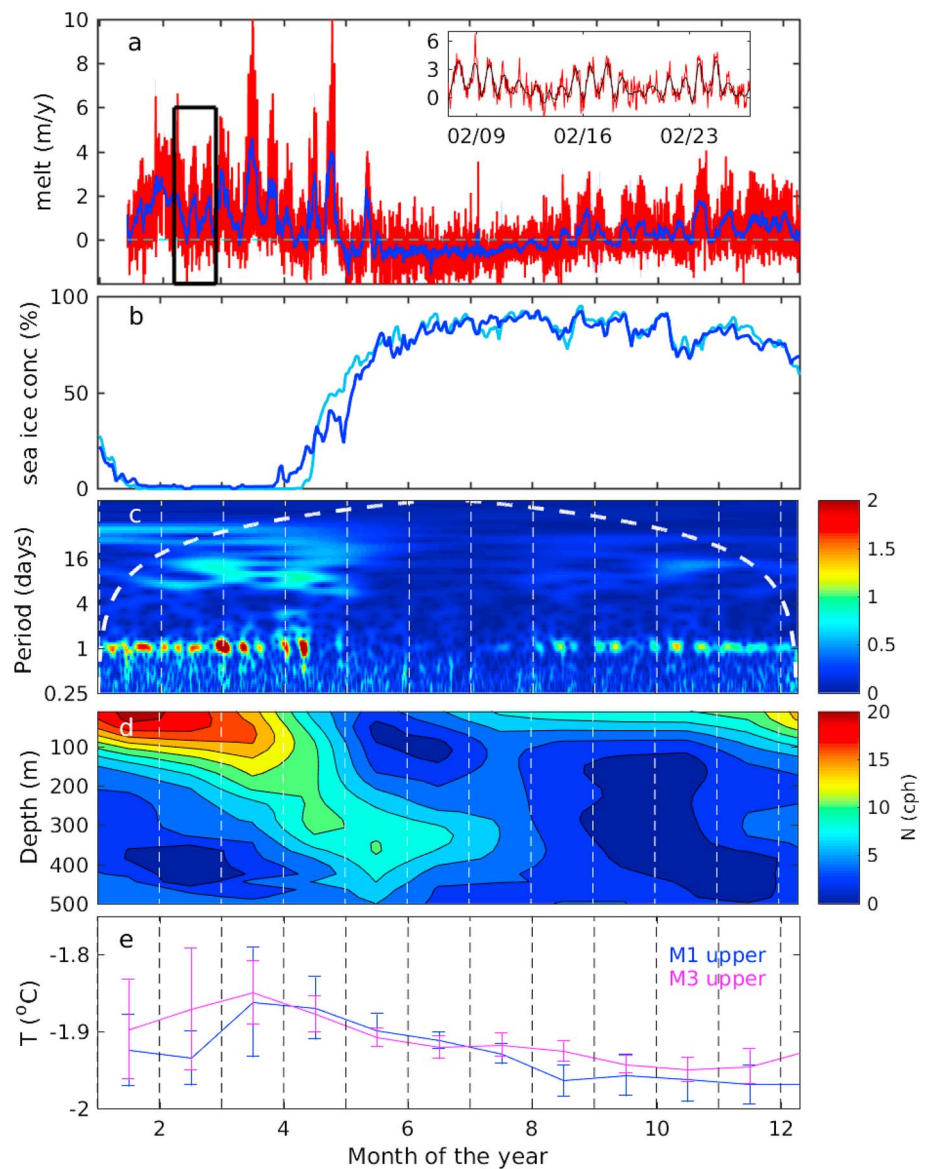 10
8
6
4
2
0
melt (m/y)
a
6
3
0
02/09 02/16 02/23
100
50
0
sea ice conc (%)
b
16
4
1
0.25
Period (days)
c
2
1.5
1
0.5
0
100
200
300
400
500
Depth (m)
d
20
15
10
5
0
N (cph)
-1.8
-1.9
-2
T (°C)
e
M1 upper
M3 upper
2 4 6 8 10 12
Month of the year